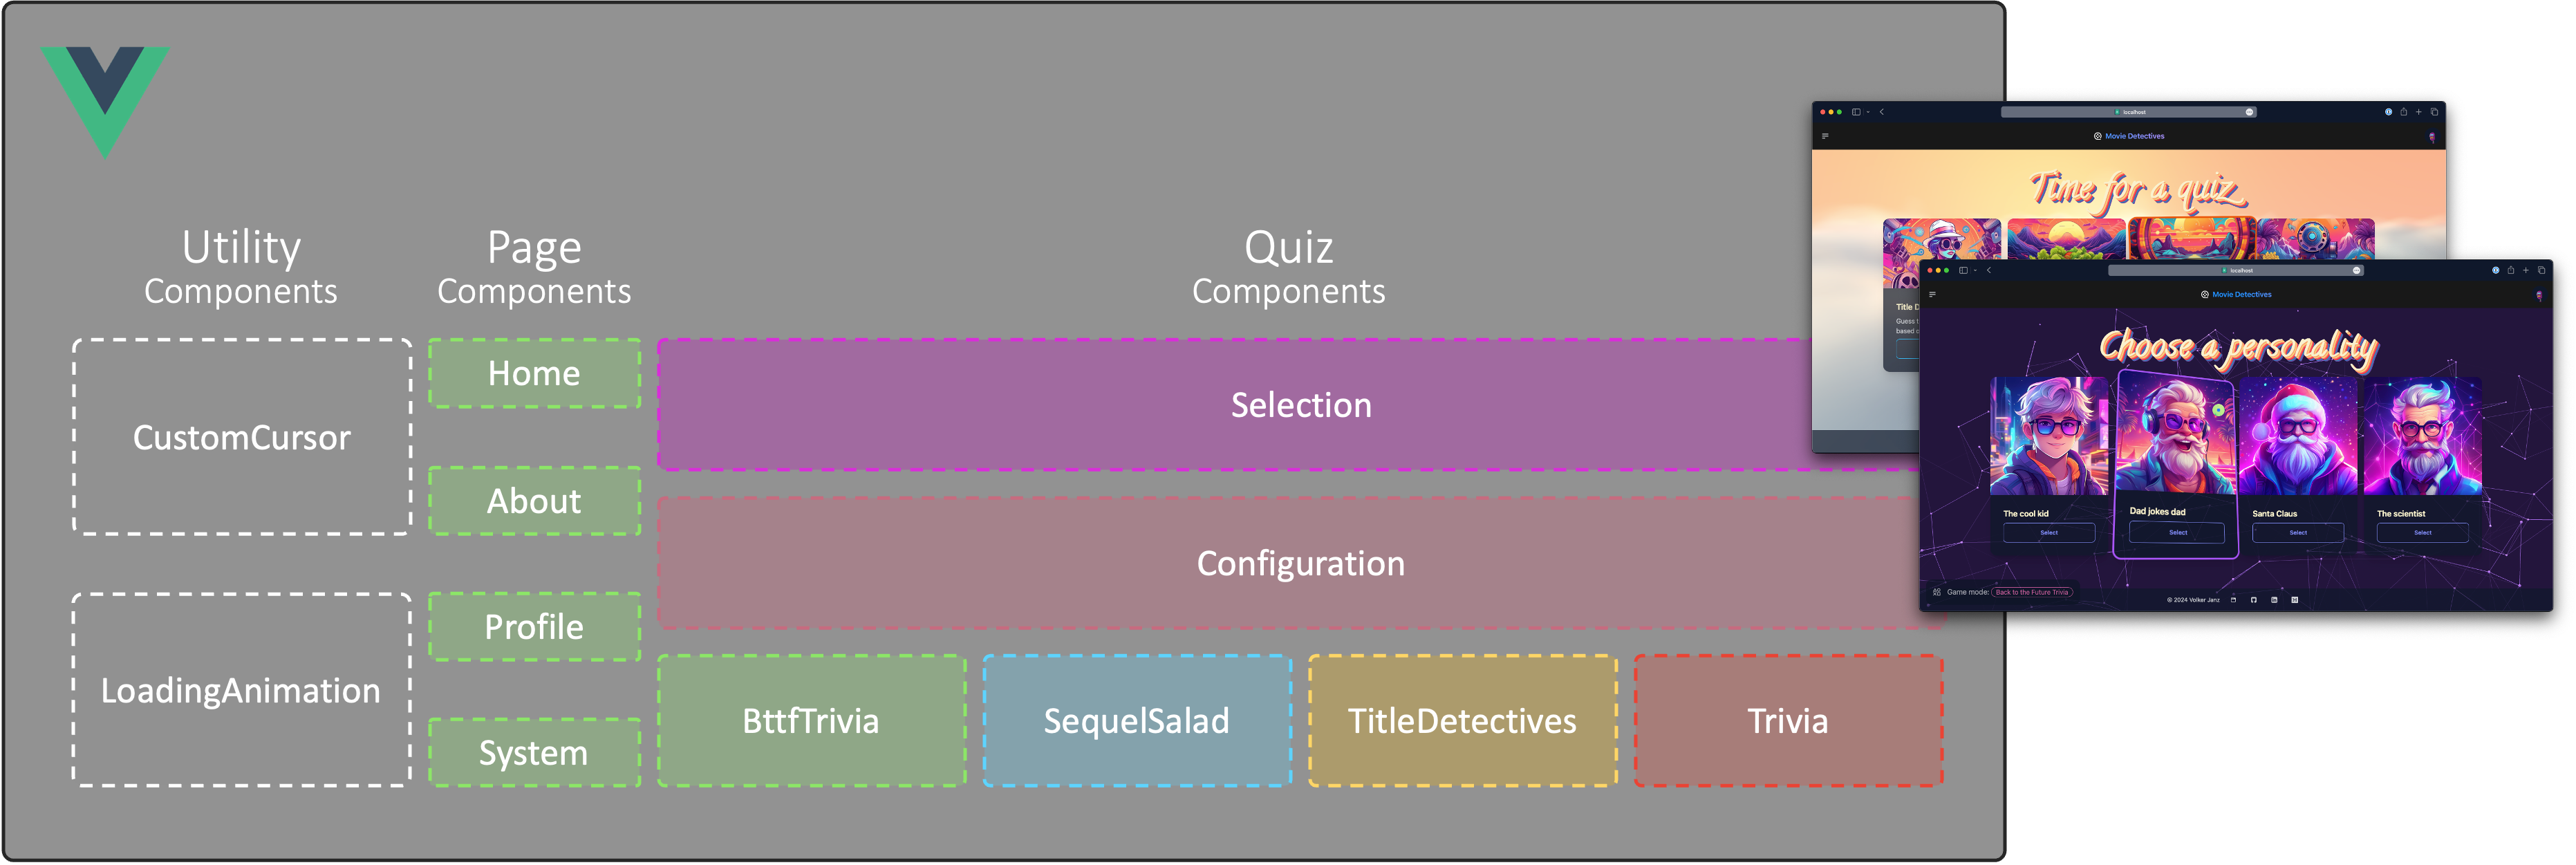 Utility
Components
Page
Components
Quiz
Components
CustomCursor
LoadingAnimation
Home
About
Profile
System
Selection
Configuration
BttfTrivia
SequelSalad
TitleDetectives
Trivia
localhost
Movie Detectives
Time for a quiz
Title D
Guess t
based o
localhost
Movie Detectives
Choose a personality
The cool kid
Select
Dad jokes dad
Select
Santa Claus
Select
The scientist
Select
Game mode: Back to the Future Trivia
© 2024 Volker Janz